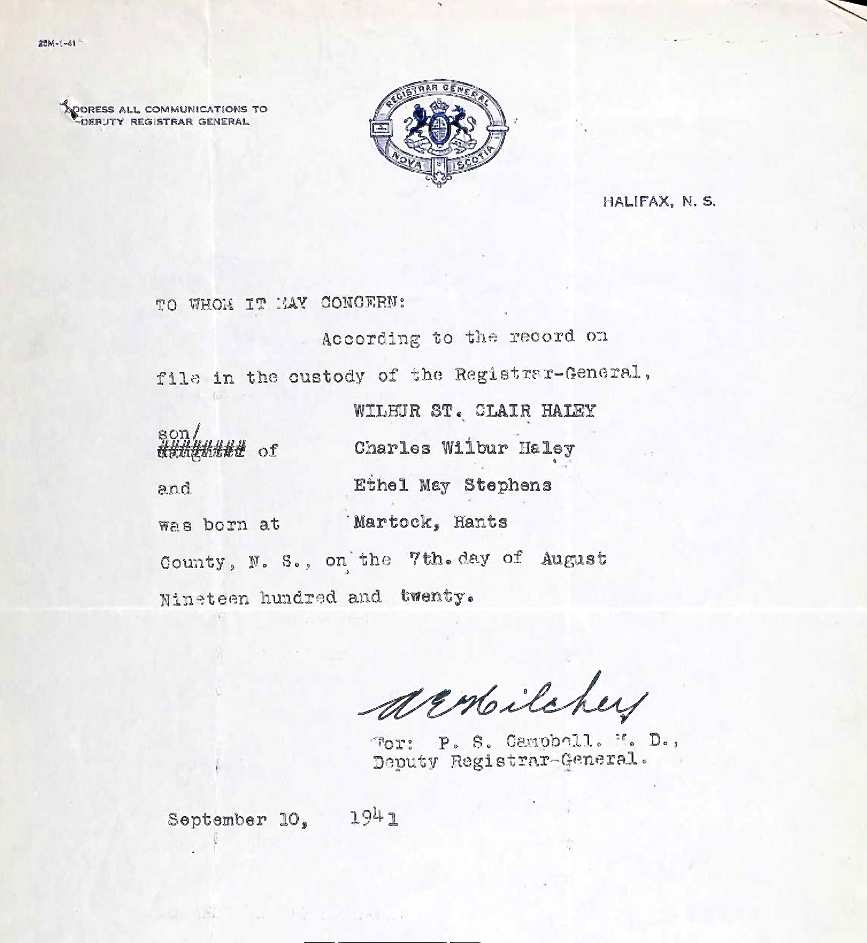 25M-1-41
ADDRESS ALL COMMUNICATIONS TO
DEPUTY REGISTRAR GENERAL
REGISTRAR GENERAL
NOVA SCOTIA
HALIFAX, N. S.
TO WHOM IT MAY CONCERN:
According to the record on
file in the custody of the Registrar-General,
WILBUR ST. CLAIR HALEY
son/
daughter of Charles Wilbur Haley
and Ethel May Stephens
was born at Martock, Hants
County, N. S., on the 7th. day of August
Nineteen hundred and twenty.
For: P. S. Campbell. M. D.,
Deputy Registrar-General.
September 10, 1941